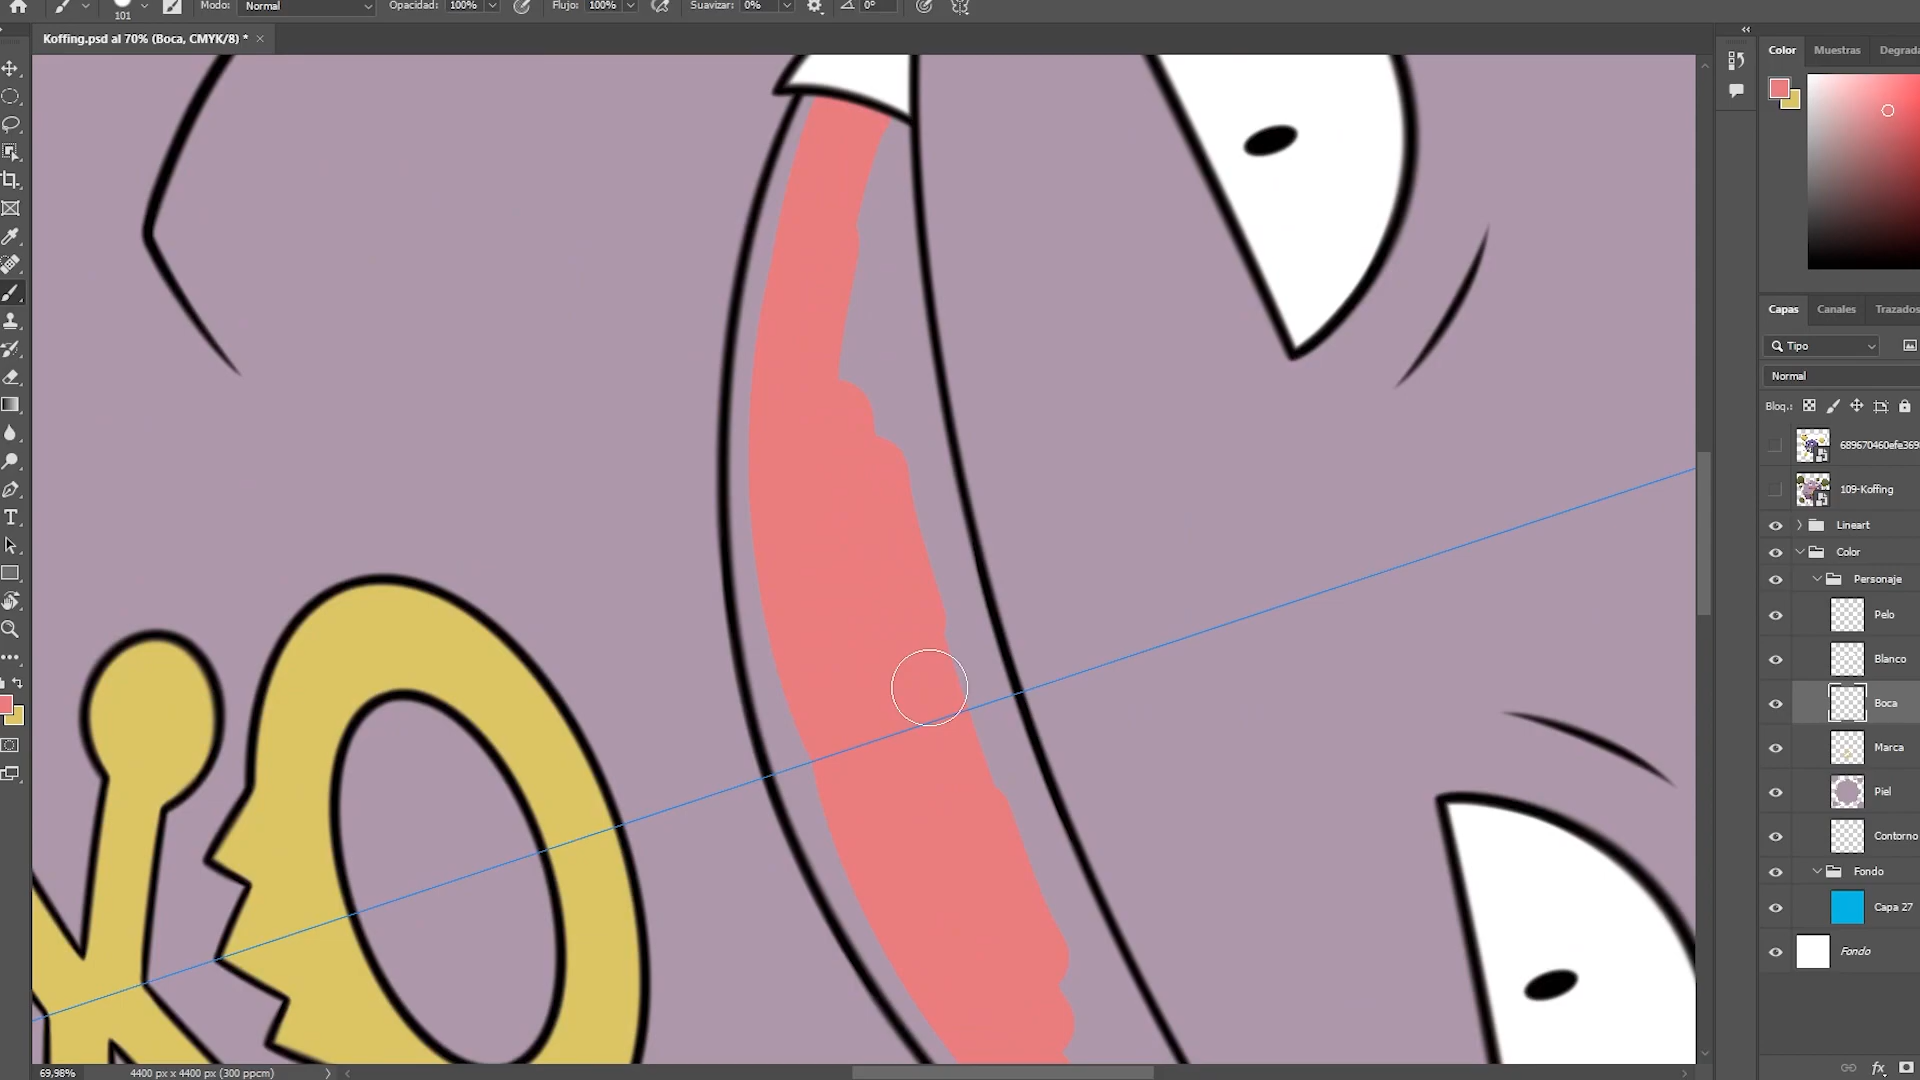 101 Modo: Normal Opacidad: 100% Flujo: 100% Suavizar: 0% 0°
Koffing.psd al 70% (Boca, CMYK/8) * ×
Color Muestras Degrada
Capas Canales Trazados
Tipo
Normal
Bloq.:
689670460efe369
109-Koffing
Lineart
Color
Personaje
Pelo
Blanco
Boca
Marca
Piel
Contorno
Fondo
Capa 27
Fondo
T
fx
69,98% 4400 px x 4400 px (300 ppcm)